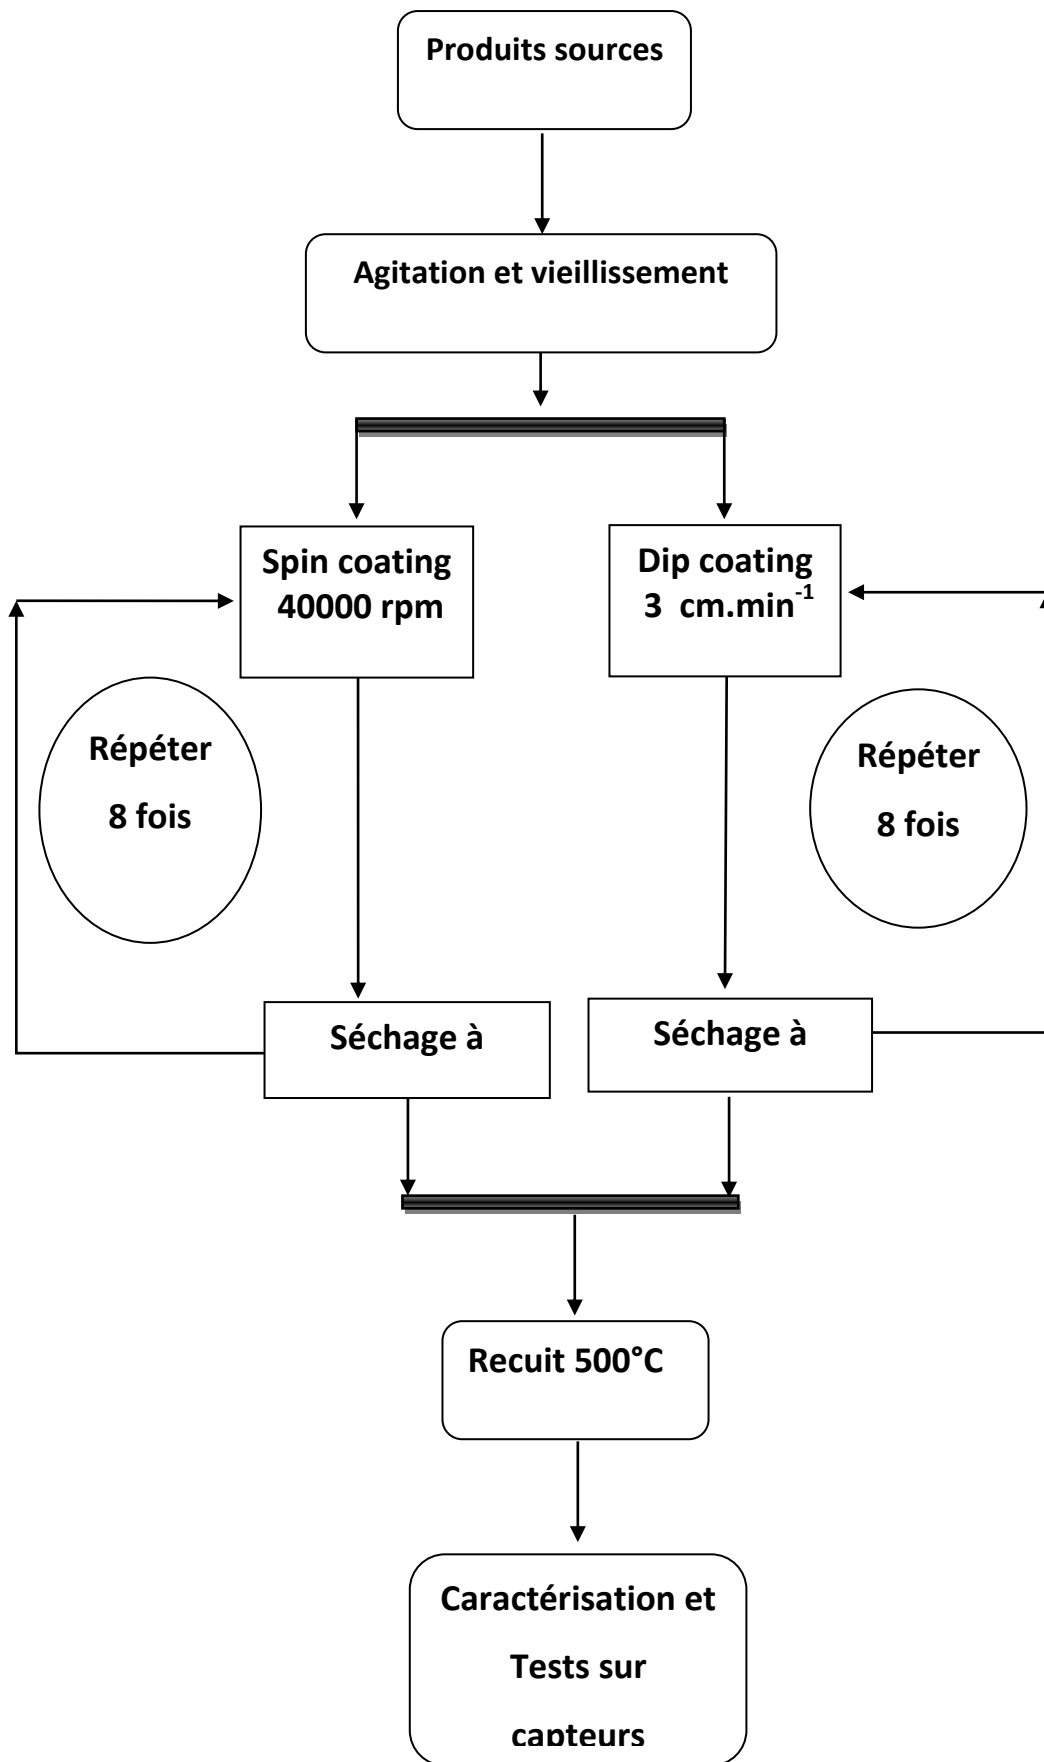 Produits sources
Agitation et vieillissement
Spin coating
40000 rpm
Dip coating
3 cm.min⁻¹
Répéter
8 fois
Répéter
8 fois
Séchage à
Séchage à
Recuit 500°C
Caractérisation et
Tests sur
capteurs